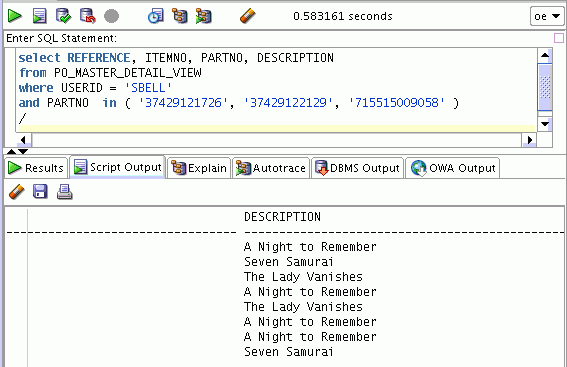 0.583161 seconds
oe
Enter SQL Statement:
select REFERENCE, ITEMNO, PARTNO, DESCRIPTION
from PO_MASTER_DETAIL_VIEW
where USERID = 'SBELL'
and PARTNO  in ( '37429121726', '37429122129', '715515009058' )
/
Results Script Output Explain Autotrace DBMS Output OWA Output
DESCRIPTION
A Night to Remember
Seven Samurai
The Lady Vanishes
A Night to Remember
The Lady Vanishes
A Night to Remember
A Night to Remember
Seven Samurai